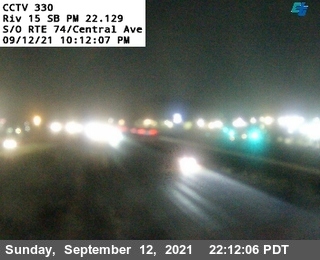 CCTV 330
Riv 15 SB PM 22.129
S/O RTE 74/Central Ave
09/12/21 10:12:07 PM
Sunday, September 12, 2021 22:12:06 PDT